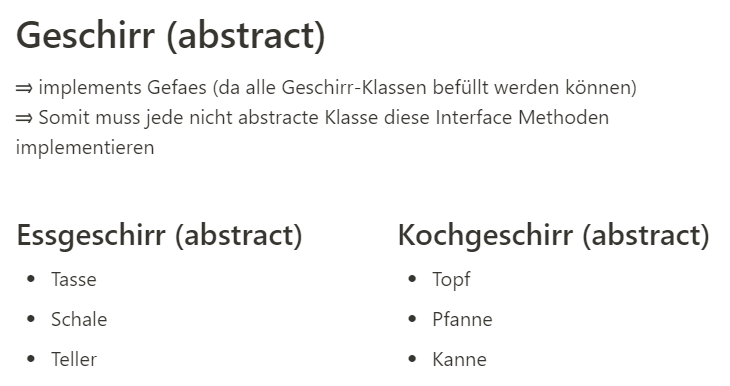 Geschirr (abstract)
⇒ implements Gefaes (da alle Geschirr-Klassen befüllt werden können)
⇒ Somit muss jede nicht abstracte Klasse diese Interface Methoden
implementieren
Essgeschirr (abstract)
• Tasse
• Schale
• Teller
Kochgeschirr (abstract)
• Topf
• Pfanne
• Kanne